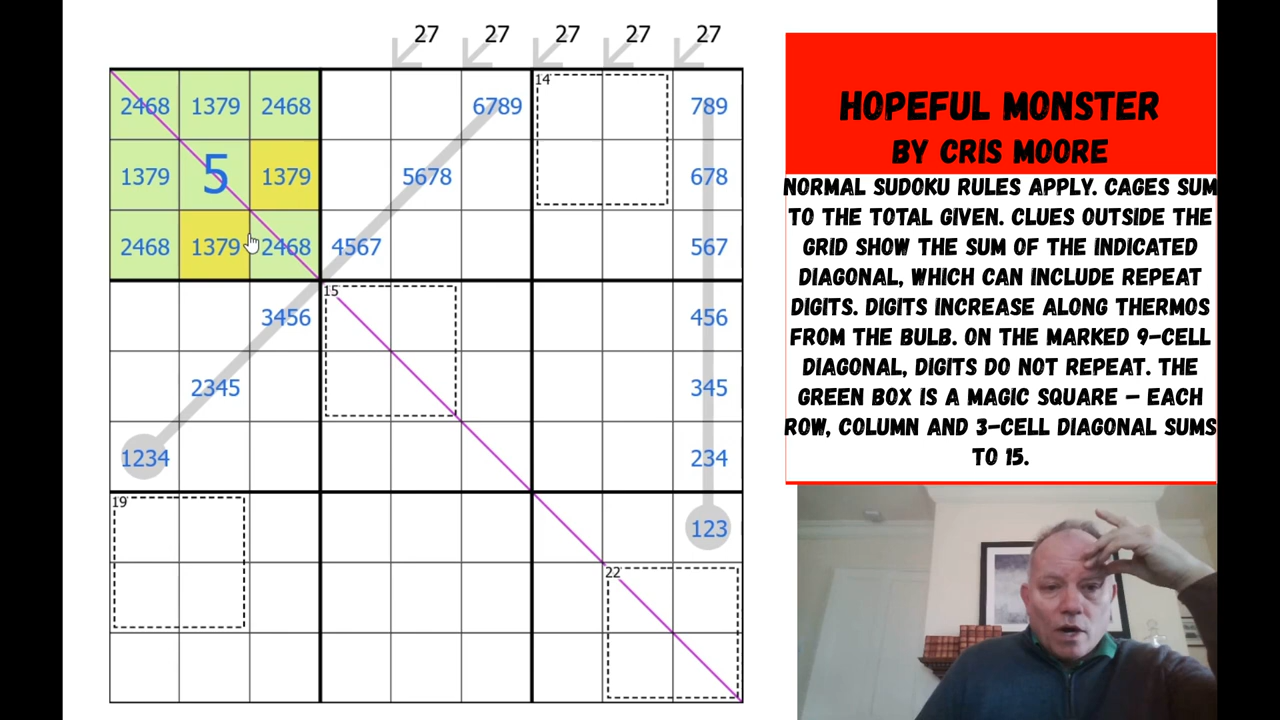 27 27 27 27 27
2468 1379 2468 6789 14 789
1379 5 1379 5678 678
2468 1379 2468 4567 567
3456 15 456
2345 345
1234 234
19 123
22
HOPEFUL MONSTER
BY CRIS MOORE
NORMAL SUDOKU RULES APPLY. CAGES SUM
TO THE TOTAL GIVEN. CLUES OUTSIDE THE
GRID SHOW THE SUM OF THE INDICATED
DIAGONAL, WHICH CAN INCLUDE REPEAT
DIGITS. DIGITS INCREASE ALONG THERMOS
FROM THE BULB. ON THE MARKED 9-CELL
DIAGONAL, DIGITS DO NOT REPEAT. THE
GREEN BOX IS A MAGIC SQUARE – EACH
ROW, COLUMN AND 3-CELL DIAGONAL SUMS
TO 15.